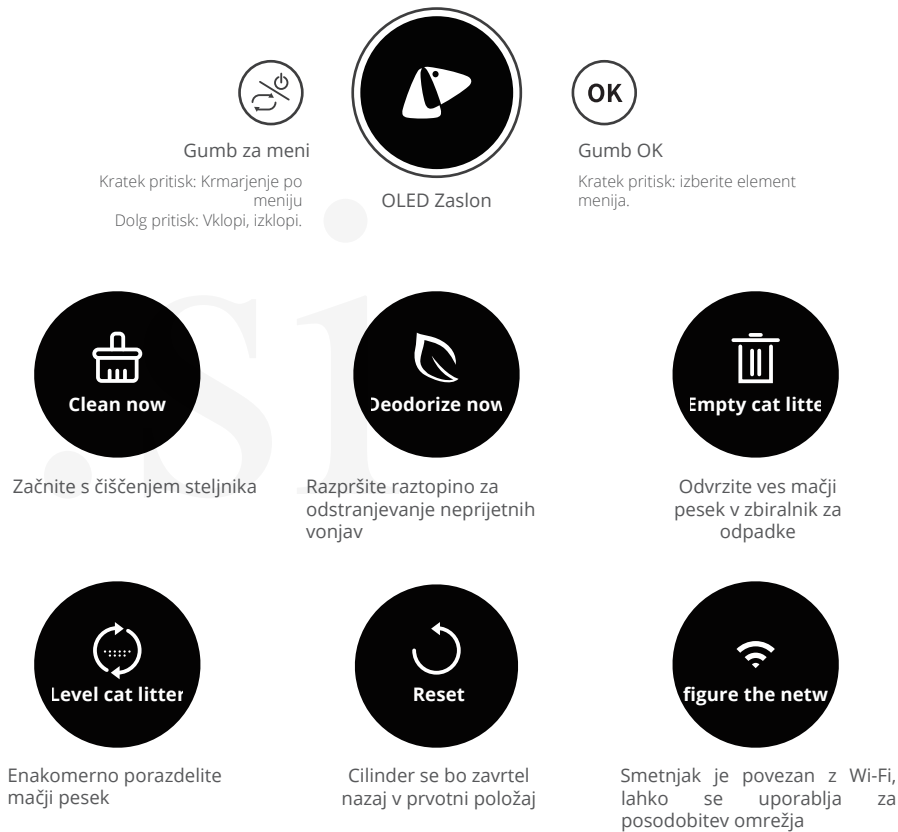 OK
Gumb za meni
Kratek pritisk: Krmarjenje po
meniju
Dolg pritisk: Vklopi, izklopi.
OLED Zaslon
Gumb OK
Kratek pritisk: izberite element
menija.
.si
Clean now
Deodorize now
Empty cat litte
Začnite s čiščenjem steljnika
Razpršite raztopino za
odstranjevanje neprijetnih
vonjav
Odvrzite ves mačji
pesek v zbiralnik za
odpadke
Level cat litter
Reset
figure the netw
Enakomerno porazdelite
mačji pesek
Cilinder se bo zavrtel
nazaj v prvotni položaj
Smetnjak je povezan z Wi-Fi,
lahko se uporablja za
posodobitev omrežja